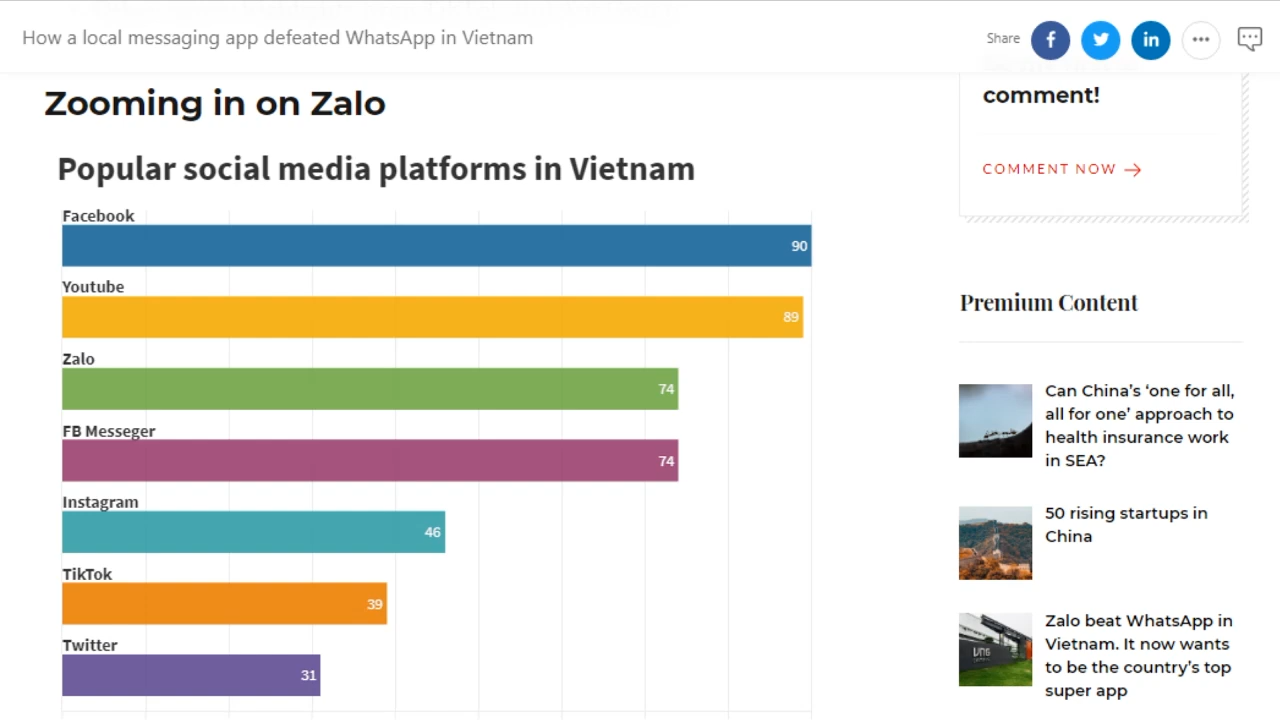 How a local messaging app defeated WhatsApp in Vietnam
Share
Zooming in on Zalo
Popular social media platforms in Vietnam
Facebook
90
Youtube
89
Zalo
74
FB Messeger
74
Instagram
46
TikTok
39
Twitter
31
comment!
COMMENT NOW
Premium Content
Can China’s ‘one for all,
all for one’ approach to
health insurance work
in SEA?
50 rising startups in
China
Zalo beat WhatsApp in
Vietnam. It now wants
to be the country’s top
super app